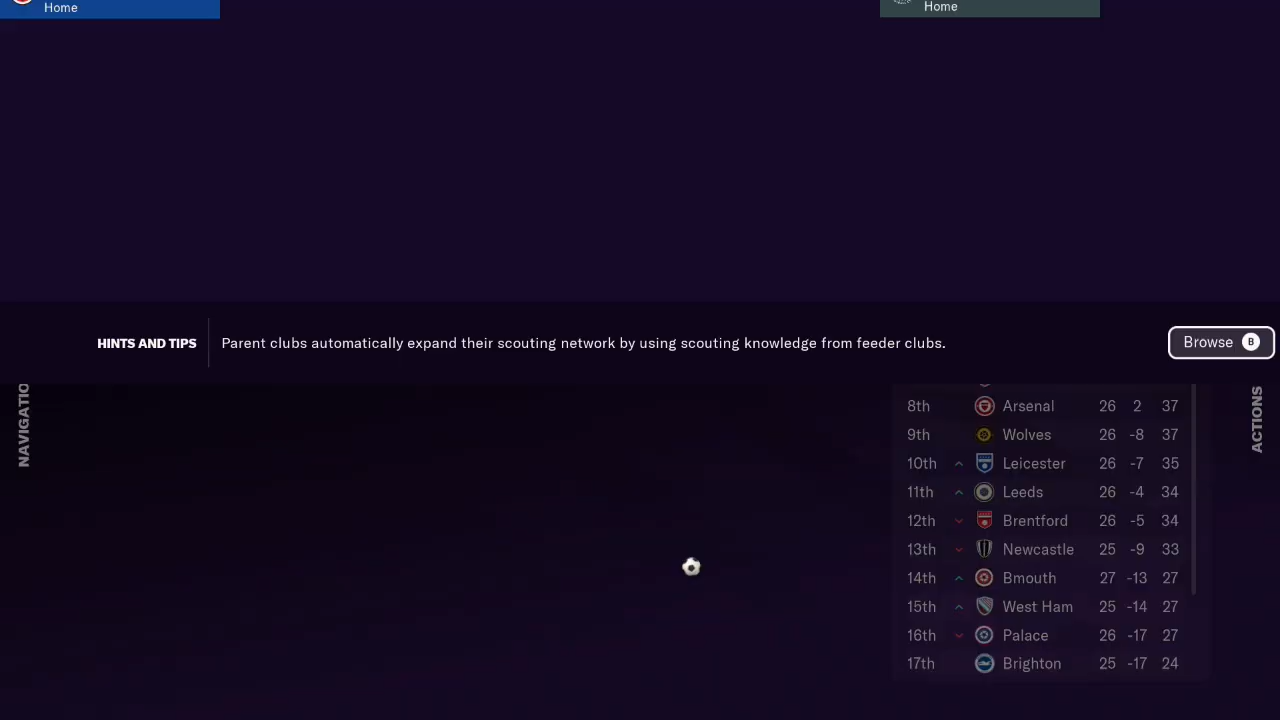 Home
Home
HINTS AND TIPS
Parent clubs automatically expand their scouting network by using scouting knowledge from feeder clubs.
Browse B
NAVIGATIO
ACTIONS
8th Arsenal 26 2 37
9th Wolves 26 -8 37
10th Leicester 26 -7 35
11th Leeds 26 -4 34
12th Brentford 26 -5 34
13th Newcastle 25 -9 33
14th Bmouth 27 -13 27
15th West Ham 25 -14 27
16th Palace 26 -17 27
17th Brighton 25 -17 24